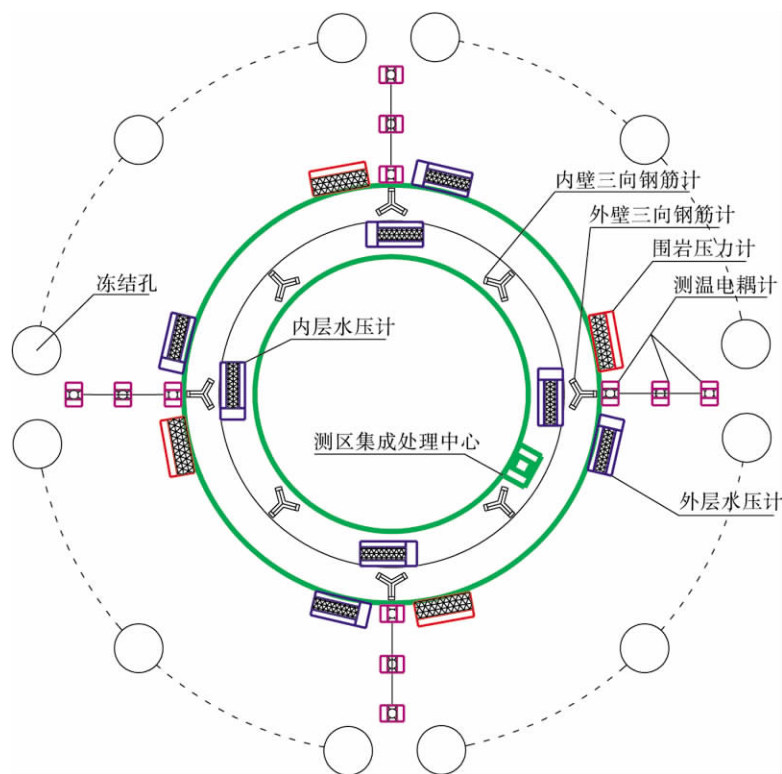 内壁三向钢筋计
外壁三向钢筋计
围岩压力计
测温电耦计
冻结孔
内层水压计
测区集成处理中心
外层水压计